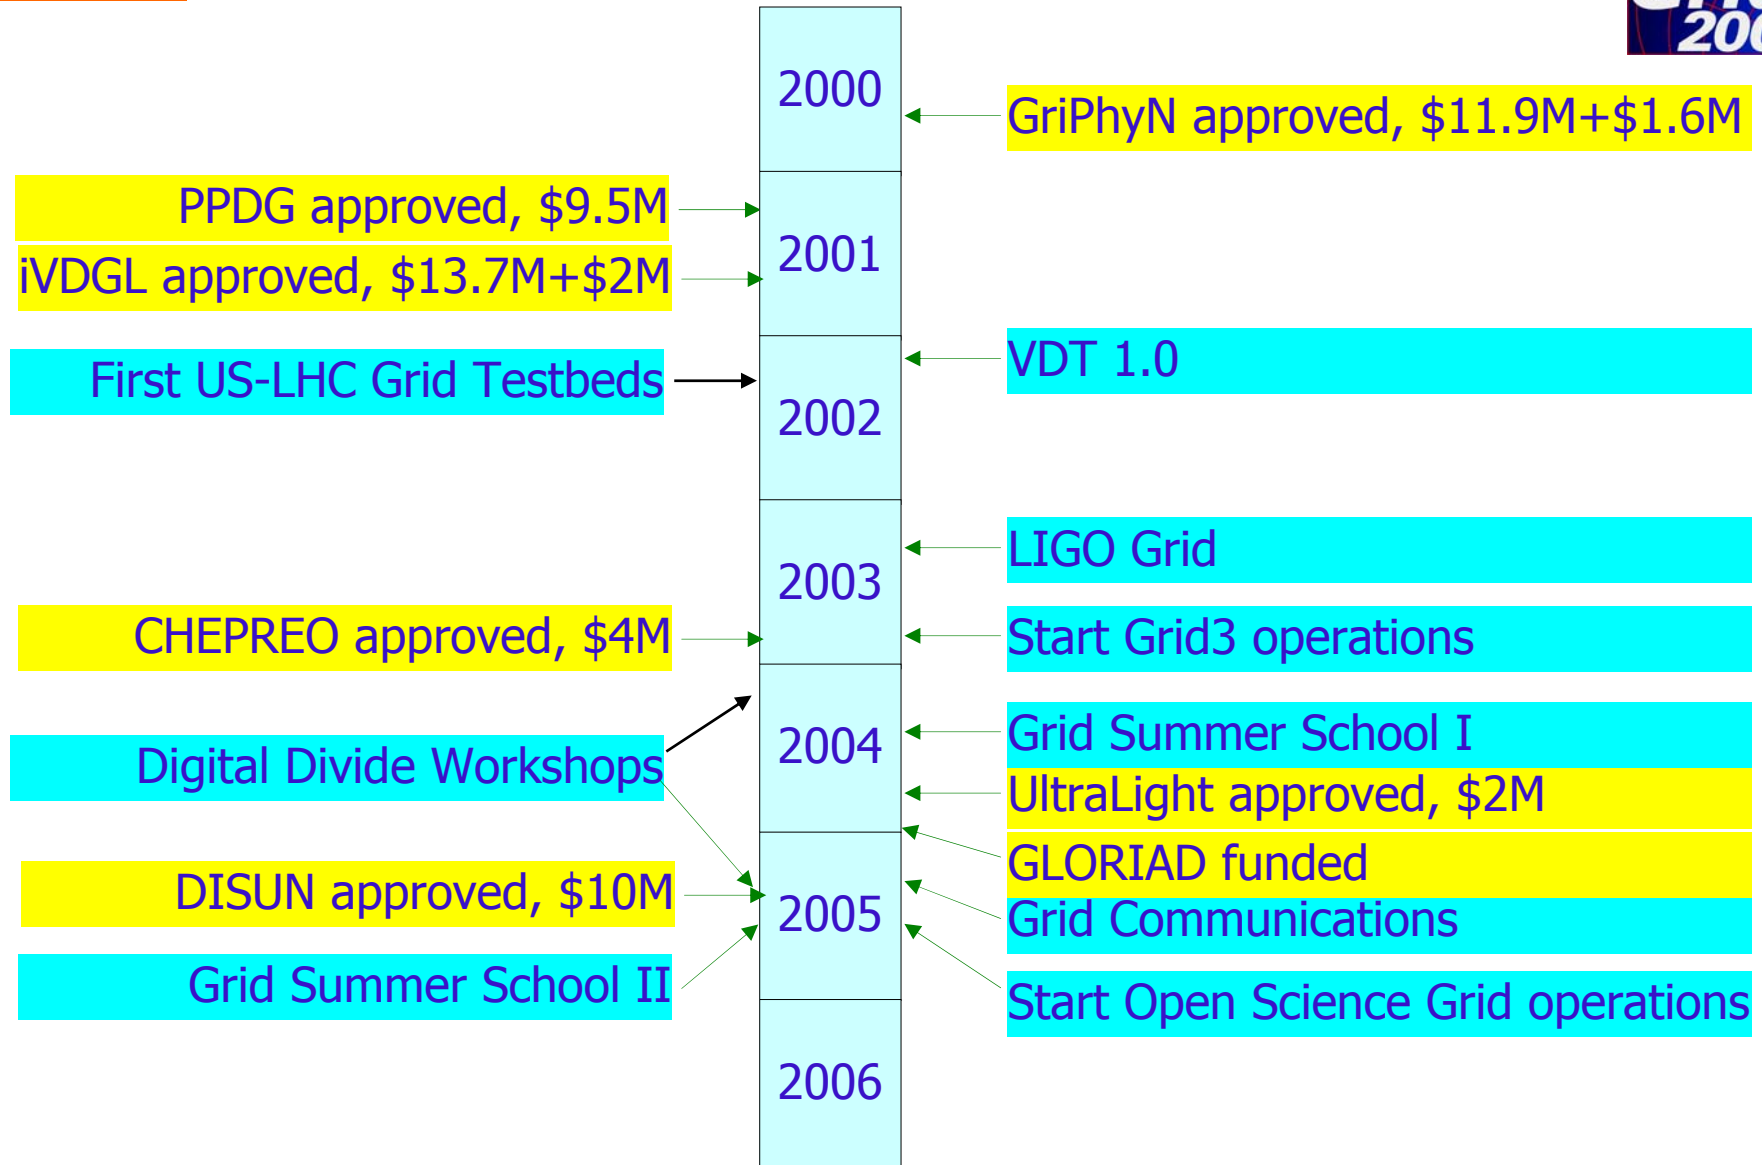 2000
GriPhyN approved, $11.9M+$1.6M
PPDG approved, $9.5M
2001
iVDGL approved, $13.7M+$2M
VDT 1.0
First US-LHC Grid Testbeds
2002
LIGO Grid
2003
CHEPREO approved, $4M
Start Grid3 operations
Grid Summer School I
2004
Digital Divide Workshops
UltraLight approved, $2M
GLORIAD funded
DISUN approved, $10M
2005
Grid Communications
Grid Summer School II
Start Open Science Grid operations
2006